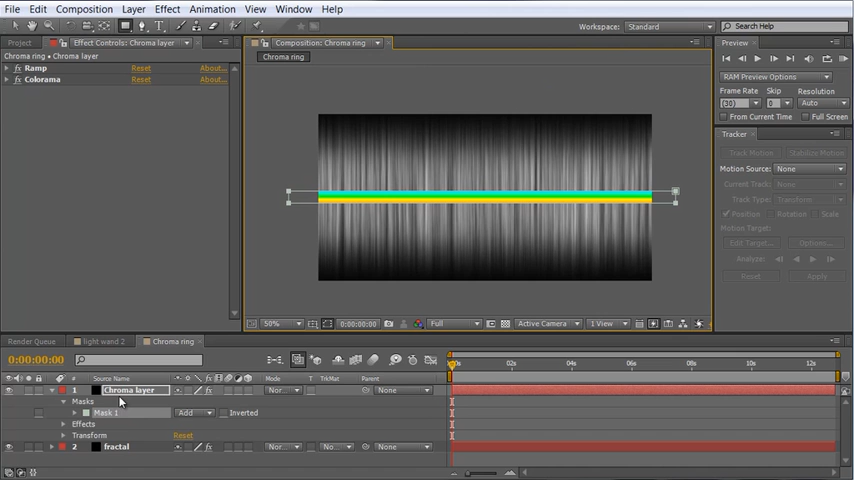 File Edit Composition Layer Effect Animation View Window Help
Workspace: Standard Search Help
Project Effect Controls: Chroma layer Composition: Chroma ring Preview
Chroma ring • Chroma layer Chroma ring
Ramp Reset About...
Colorama Reset About...
RAM Preview Options
Frame Rate Skip Resolution
(30) 0 Auto
From Current Time Full Screen
Tracker
Track Motion Stabilize Motion
Motion Source: None
Current Track: None
Track Type: Transform
Position Rotation Scale
Motion Target:
Edit Target... Options...
Analyze:
Reset Apply
50% 0:00:00:00 Full Active Camera 1 View
Render Queue light wand 2 Chroma ring
0:00:00:00
# Source Name Mode T TrkMat Parent
02s 04s 06s 08s 10s 12s
1 Chroma layer Nor... None
Masks
Mask 1 Add Inverted
Effects
Transform Reset
2 fractal Nor... No... None